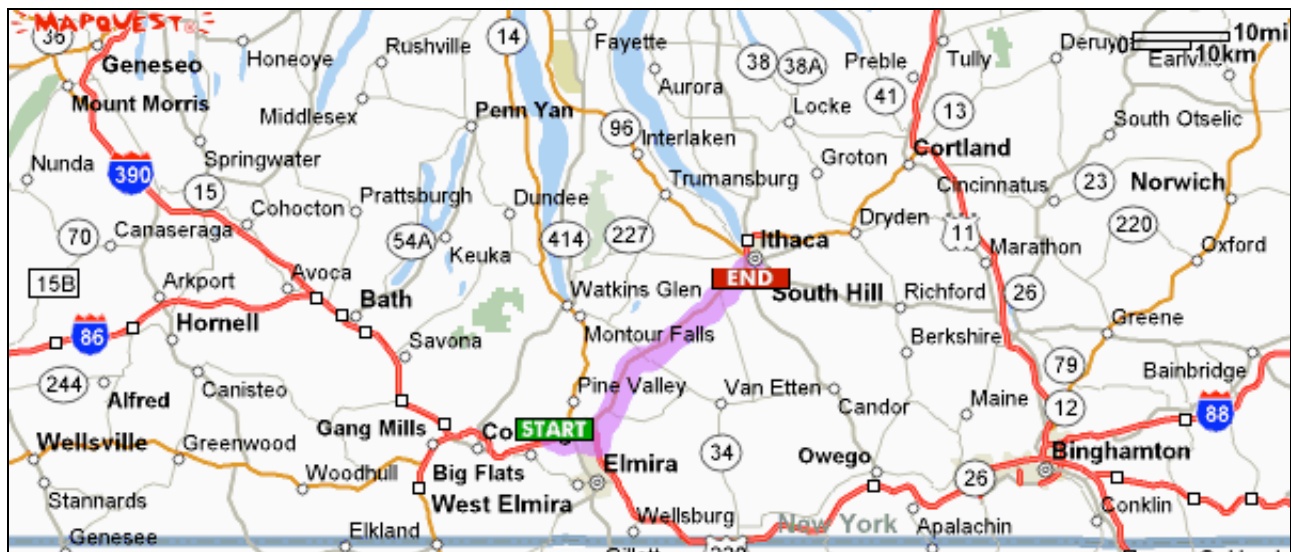 MAPQUEST
10mi
0
10km
36
Geneseo
Honeoye
Rushville
14
Fayette
38
38A
Preble
Tully
Deruyt
Earlville
Mount Morris
Middlesex
Penn Yan
Aurora
41
Locke
13
South Otselic
96
Interlaken
Nunda
390
Springwater
15
Prattsburgh
Trumansburg
Groton
Cortland
Cincinnatus
23
Norwich
Cohocton
Dundee
Dryden
70
Canaseraga
54A
Keuka
414
227
Ithaca
11
Marathon
220
Oxford
15B
Arkport
Avoca
END
Bath
Watkins Glen
South Hill
Richford
26
Hornell
Montour Falls
Greene
86
Savona
Berkshire
79
Bainbridge
244
Alfred
Canisteo
Pine Valley
Van Etten
Candor
Maine
12
88
Gang Mills
Co
START
Wellsville
Greenwood
Big Flats
Elmira
34
Owego
26
Binghamton
Woodhull
Stannards
West Elmira
Conklin
Elkland
Wellsburg
New York
Apalachin
Genesee